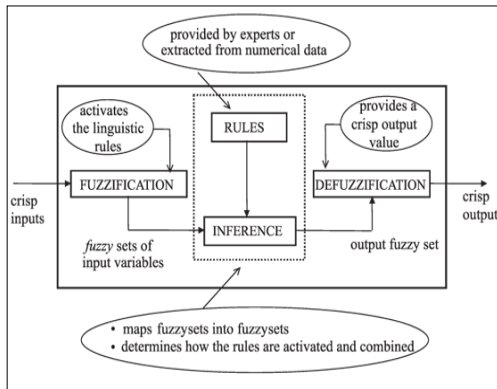 provided by experts or
extracted from numerical data
activates
the linguistic
rules
provides a
crisp output
value
RULES
FUZZIFICATION
DEFUZZIFICATION
crisp
inputs
crisp
output
INFERENCE
fuzzy sets of
input variables
output fuzzy set
• maps fuzzysets into fuzzysets
• determines how the rules are activated and combined